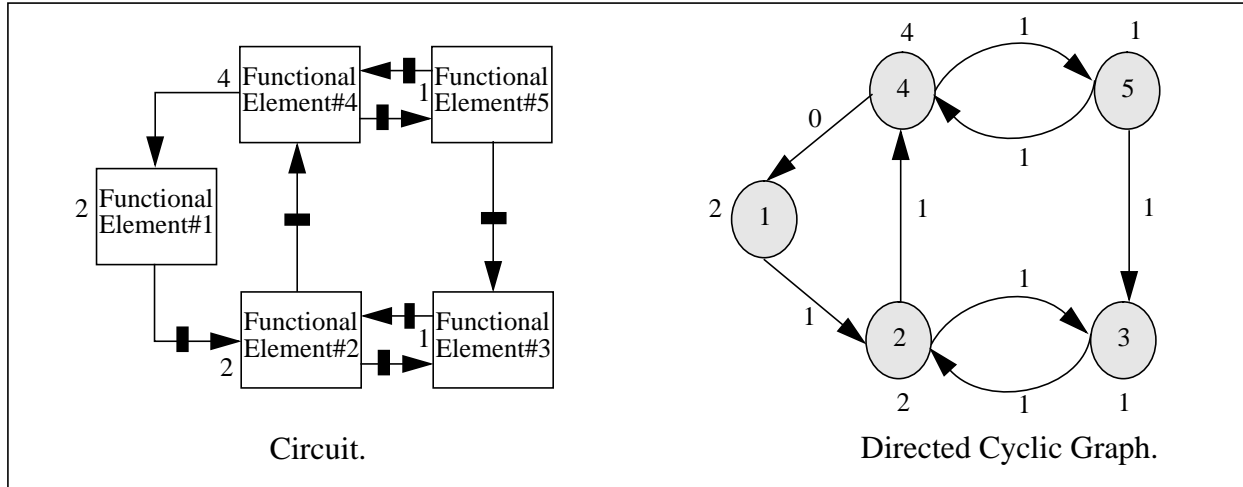 4
Functional
Element#4
1
Functional
Element#5
2
Functional
Element#1
2
Functional
Element#2
1
Functional
Element#3
Circuit.
4
1
1
4
5
0
1
2
1
1
1
1
1
2
3
1
2
1
Directed Cyclic Graph.